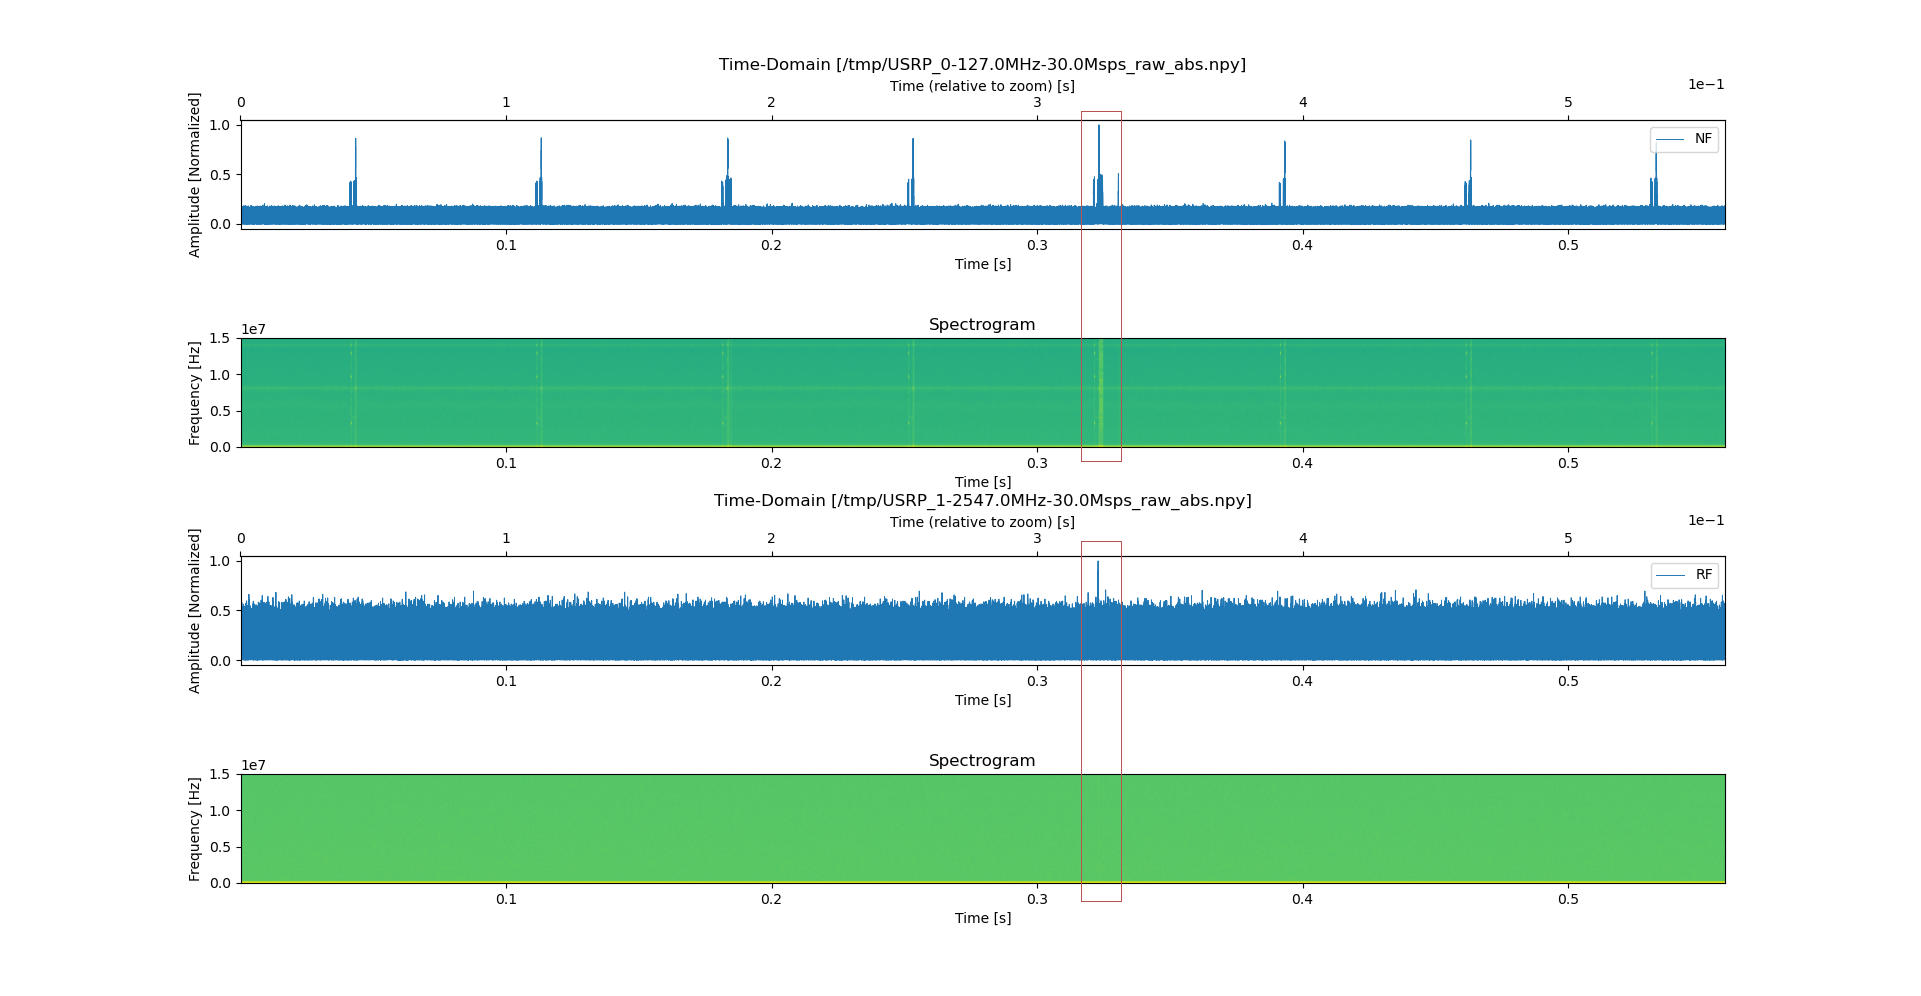 Time-Domain [/tmp/USRP_0-127.0MHz-30.0Msps_raw_abs.npy]
Time (relative to zoom) [s]
1e−1
0 1 2 3 4 5
Amplitude [Normalized]
1.0
0.5
0.0
NF
0.1 0.2 0.3 0.4 0.5
Time [s]
Spectrogram
1e7
Frequency [Hz]
1.5
1.0
0.5
0.0
0.1 0.2 0.3 0.4 0.5
Time [s]
Time-Domain [/tmp/USRP_1-2547.0MHz-30.0Msps_raw_abs.npy]
Time (relative to zoom) [s]
1e−1
0 1 2 3 4 5
Amplitude [Normalized]
1.0
0.5
0.0
RF
0.1 0.2 0.3 0.4 0.5
Time [s]
Spectrogram
1e7
Frequency [Hz]
1.5
1.0
0.5
0.0
0.1 0.2 0.3 0.4 0.5
Time [s]